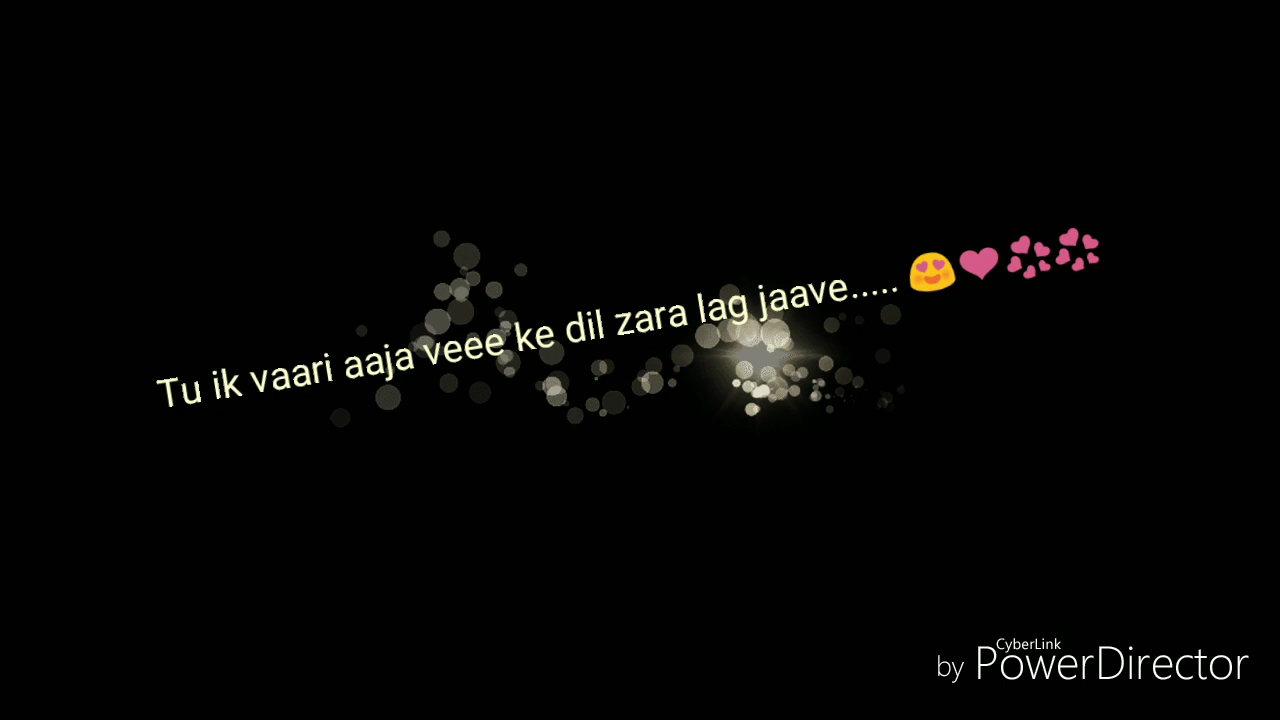 Tu ik vaari aaja veee ke dil zara lag jaave..... 😍❤️💞💞
CyberLink
by PowerDirector